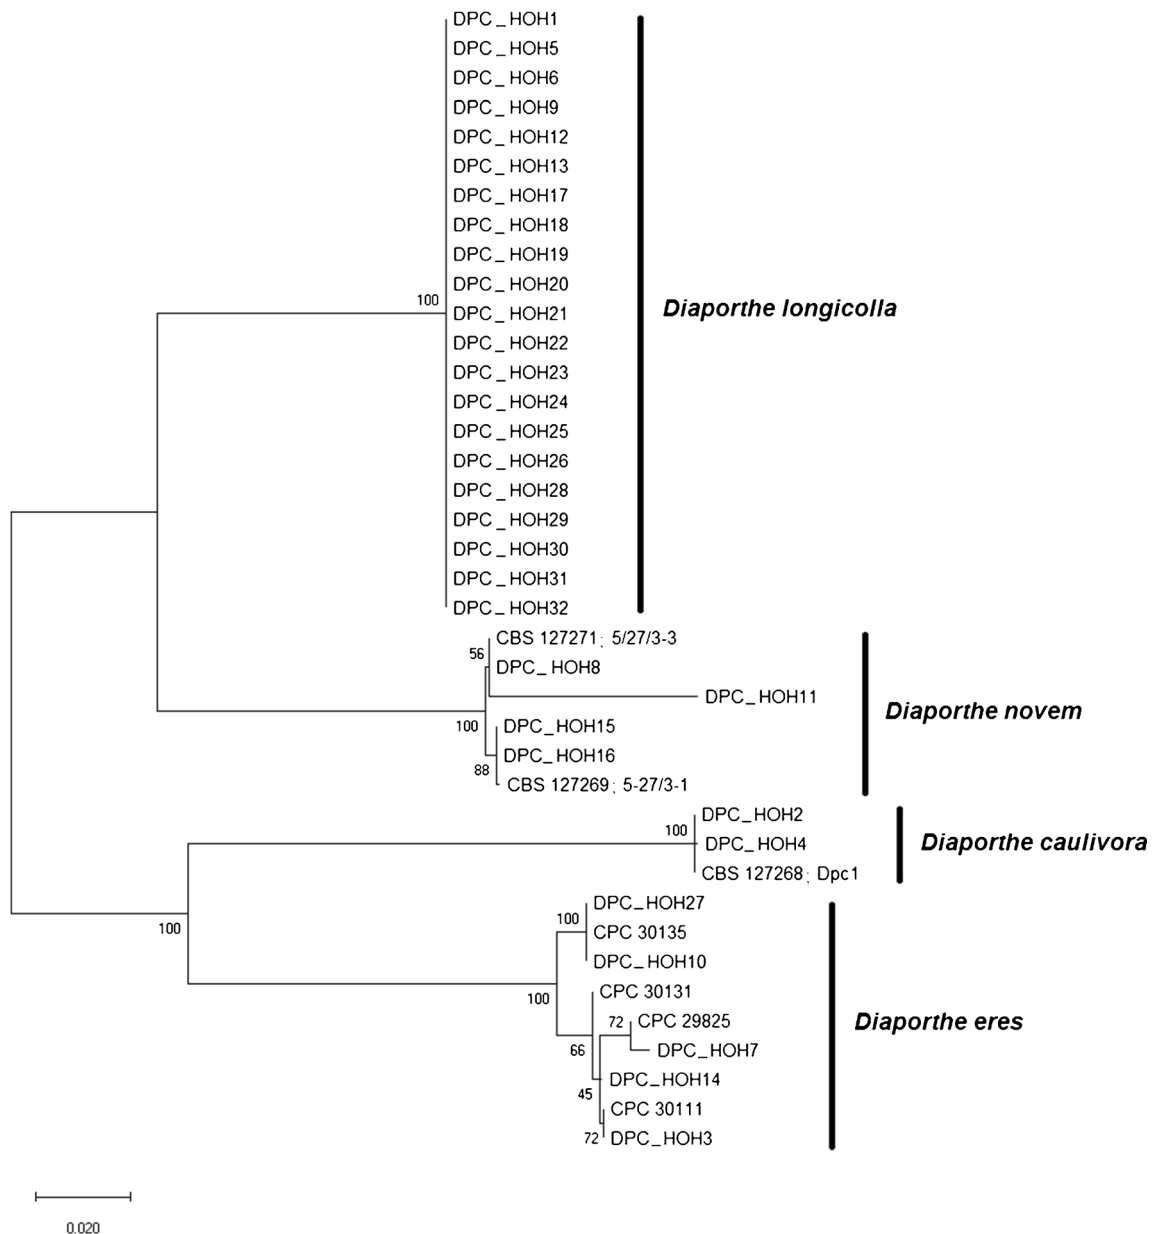 DPC_HOH1
DPC_HOH5
DPC_HOH6
DPC_HOH9
DPC_HOH12
DPC_HOH13
DPC_HOH17
DPC_HOH18
DPC_HOH19
DPC_HOH20
100
DPC_HOH21
Diaporthe longicolla
DPC_HOH22
DPC_HOH23
DPC_HOH24
DPC_HOH25
DPC_HOH26
DPC_HOH28
DPC_HOH29
DPC_HOH30
DPC_HOH31
DPC_HOH32
CBS 127271; 5/27/3-3
56
DPC_HOH8
DPC_HOH11
Diaporthe novem
100
DPC_HOH15
DPC_HOH16
88
CBS 127269; 5-27/3-1
DPC_HOH2
100
DPC_HOH4
Diaporthe caulivora
CBS 127268; Dpc1
DPC_HOH27
100
100
CPC 30135
DPC_HOH10
100
CPC 30131
72
CPC 29825
Diaporthe eres
66
DPC_HOH7
DPC_HOH14
45
CPC 30111
72
DPC_HOH3
0.020